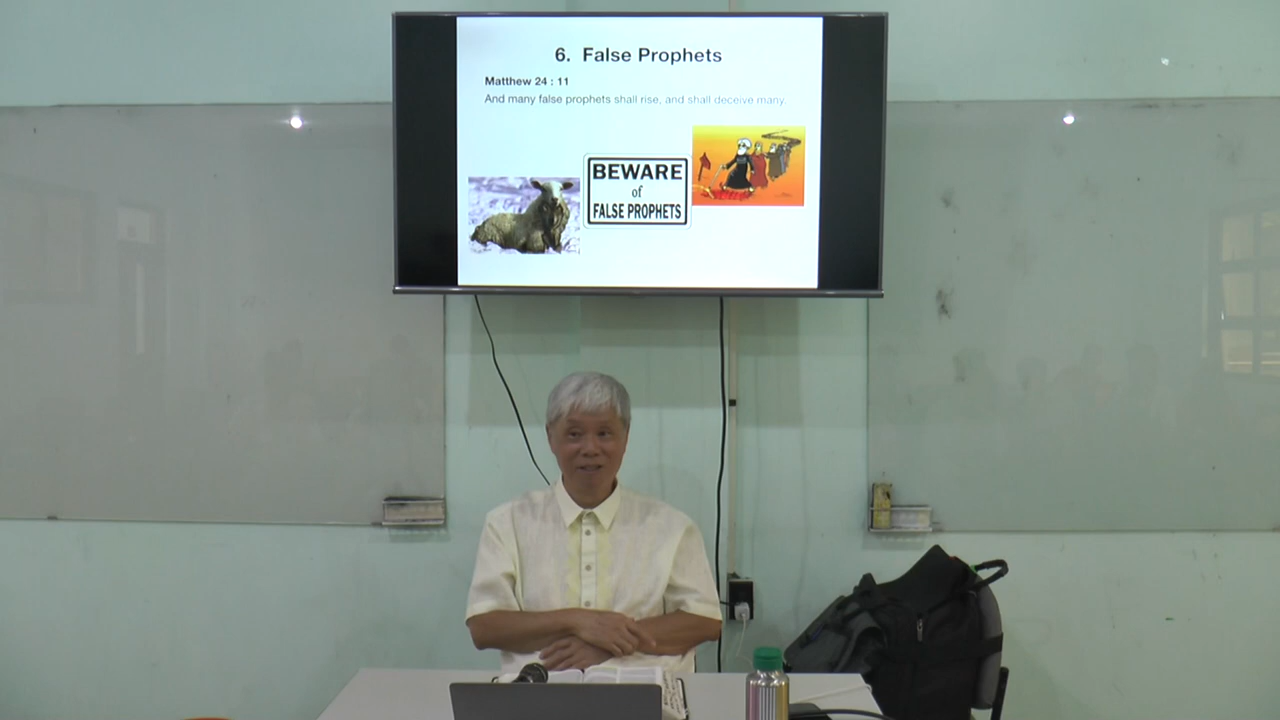 6. False Prophets
Matthew 24 : 11
And many false prophets shall rise, and shall deceive many.
BEWARE
of
FALSE PROPHETS